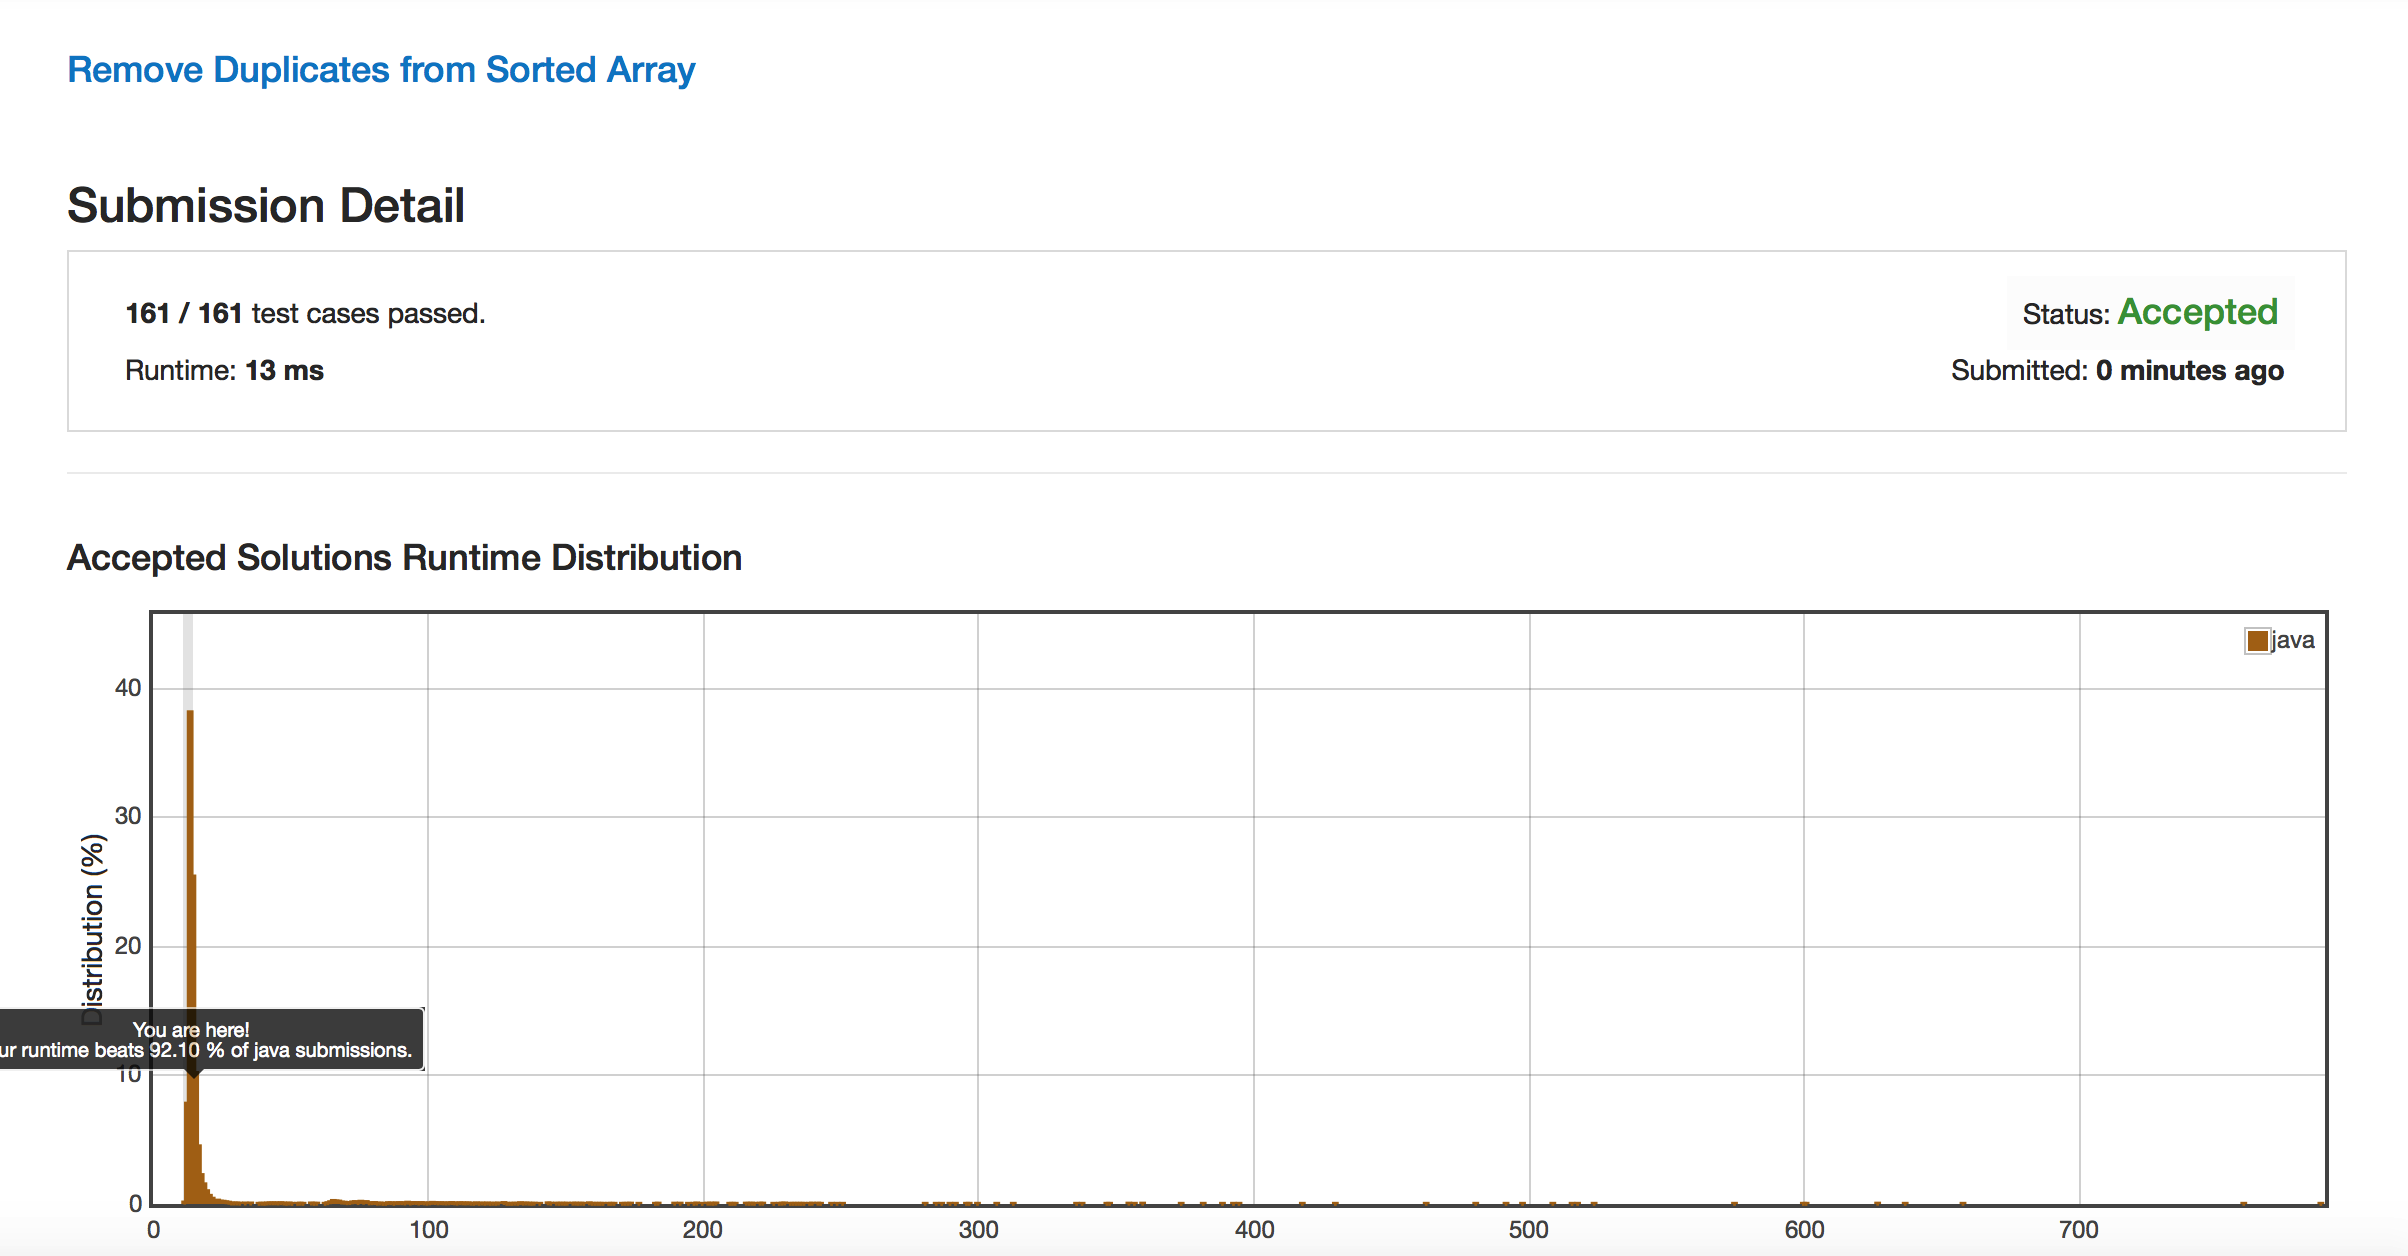 Remove Duplicates from Sorted Array
Submission Detail
161 / 161 test cases passed.
Status: Accepted
Runtime: 13 ms
Submitted: 0 minutes ago
Accepted Solutions Runtime Distribution
java
40
30
20
10
0
Distribution (%)
You are here!
ur runtime beats 92.10 % of java submissions.
0 100 200 300 400 500 600 700